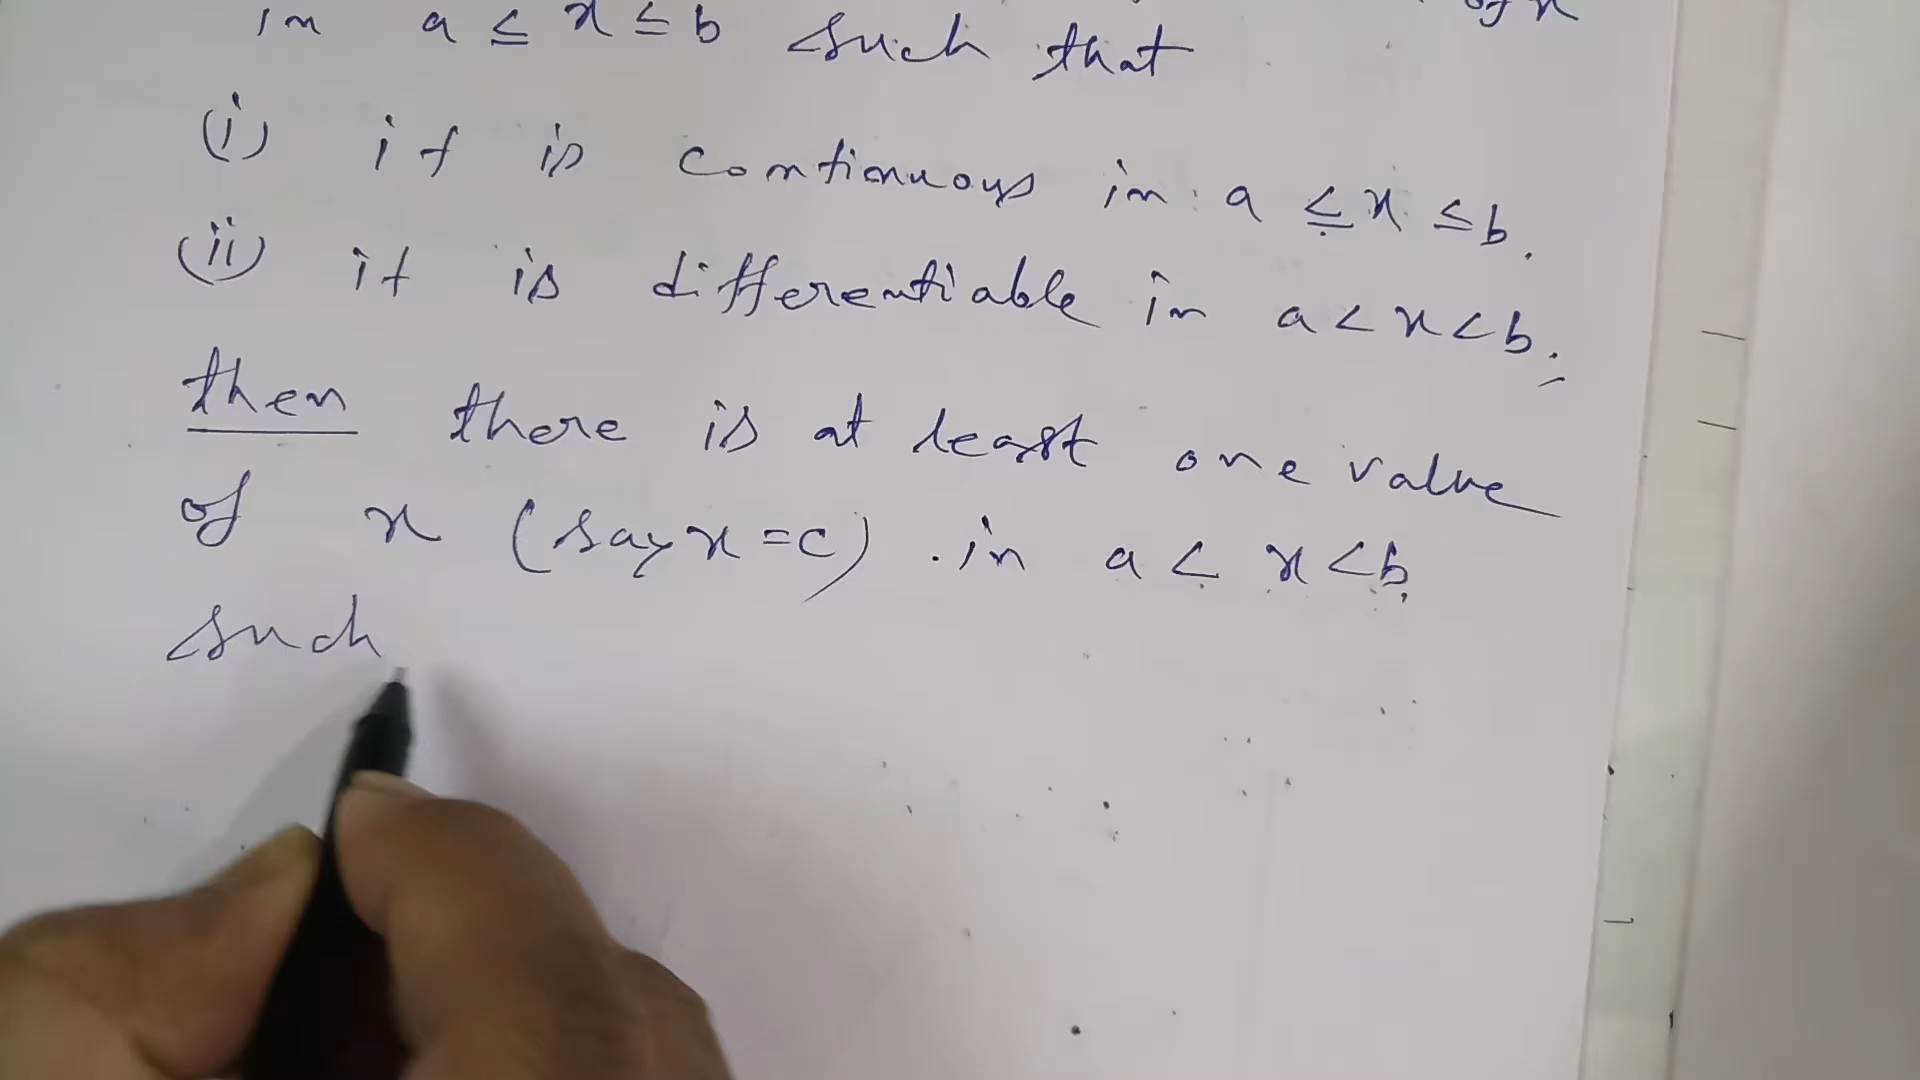 of x
in a ≤ x ≤ b such that
(i) it is continuous in a ≤ x ≤ b.
(ii) it is differentiable in a < x < b.
then there is at least one value
of x (say x = c) in a < x < b
such